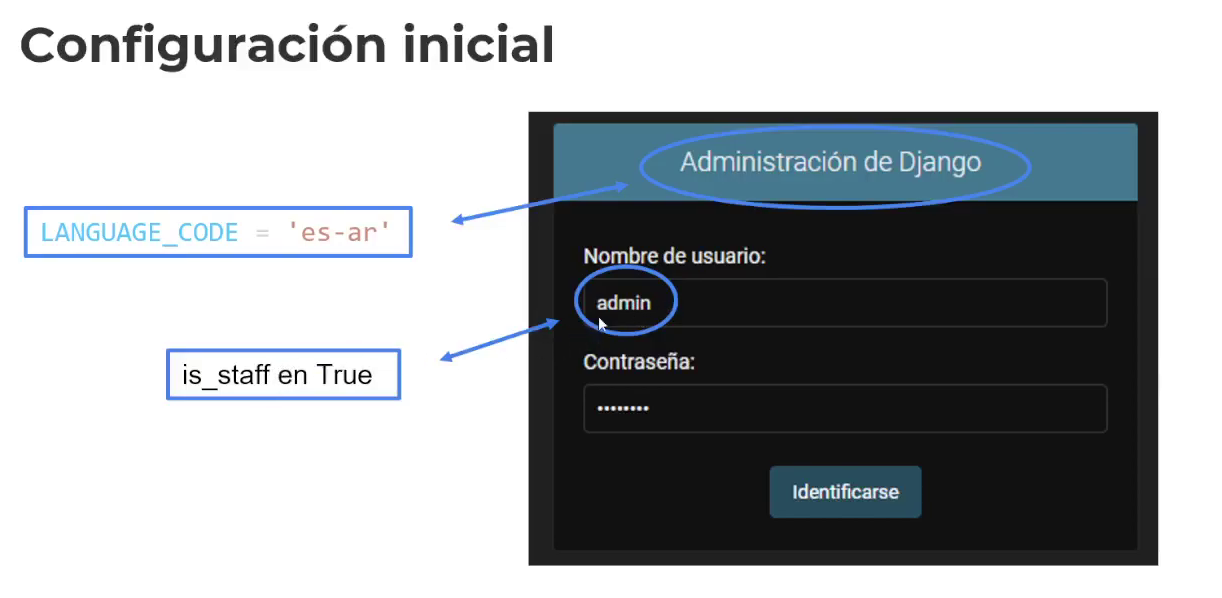 Configuración inicial
Administración de Django
LANGUAGE_CODE = 'es-ar'
Nombre de usuario:
admin
is_staff en True
Contraseña:
••••••••
Identificarse